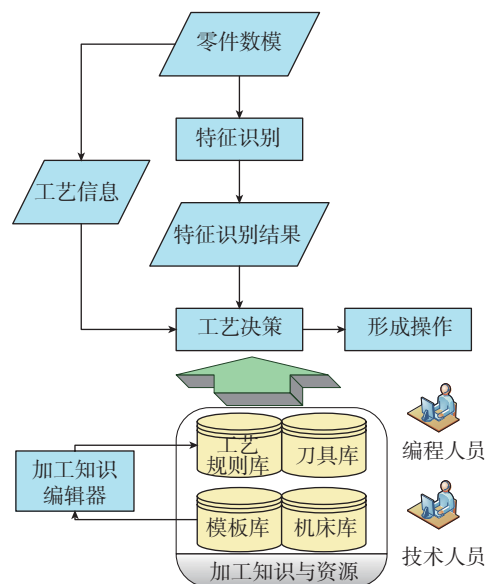 零件数模
特征识别
工艺信息
特征识别结果
工艺决策
形成操作
工艺
规则库
刀具库
编程人员
加工知识
编辑器
模板库
机床库
技术人员
加工知识与资源